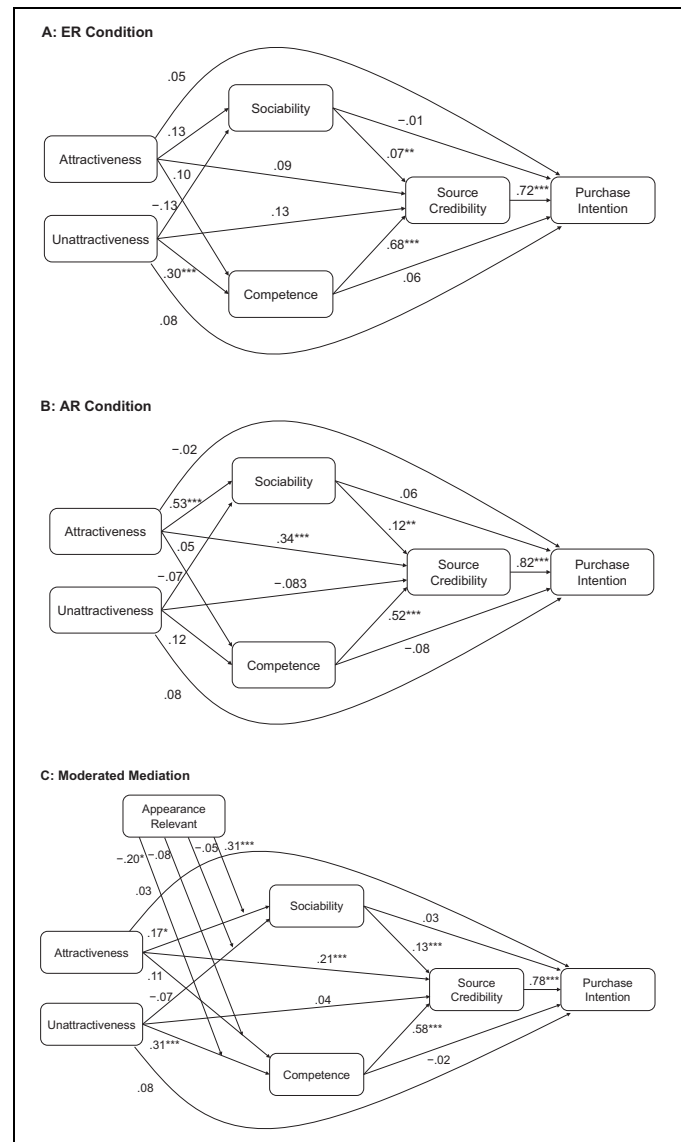 A: ER Condition
.05
Sociability
−.01
.13
.07**
Attractiveness
.09
.10
Source
Credibility
.72***
Purchase
Intention
−.13
.13
Unattractiveness
.68***
.30***
Competence
.06
.08
B: AR Condition
−.02
Sociability
.06
.53***
.12**
Attractiveness
.34***
.05
Source
Credibility
.82***
Purchase
Intention
−.07
−.083
Unattractiveness
.52***
.12
Competence
−.08
.08
C: Moderated Mediation
Appearance
Relevant
−.20*
−.08
−.05
.31***
.03
Sociability
.03
.17*
.13***
Attractiveness
.21***
.11
Source
Credibility
.78***
Purchase
Intention
−.07
.04
Unattractiveness
.58***
.31***
Competence
−.02
.08